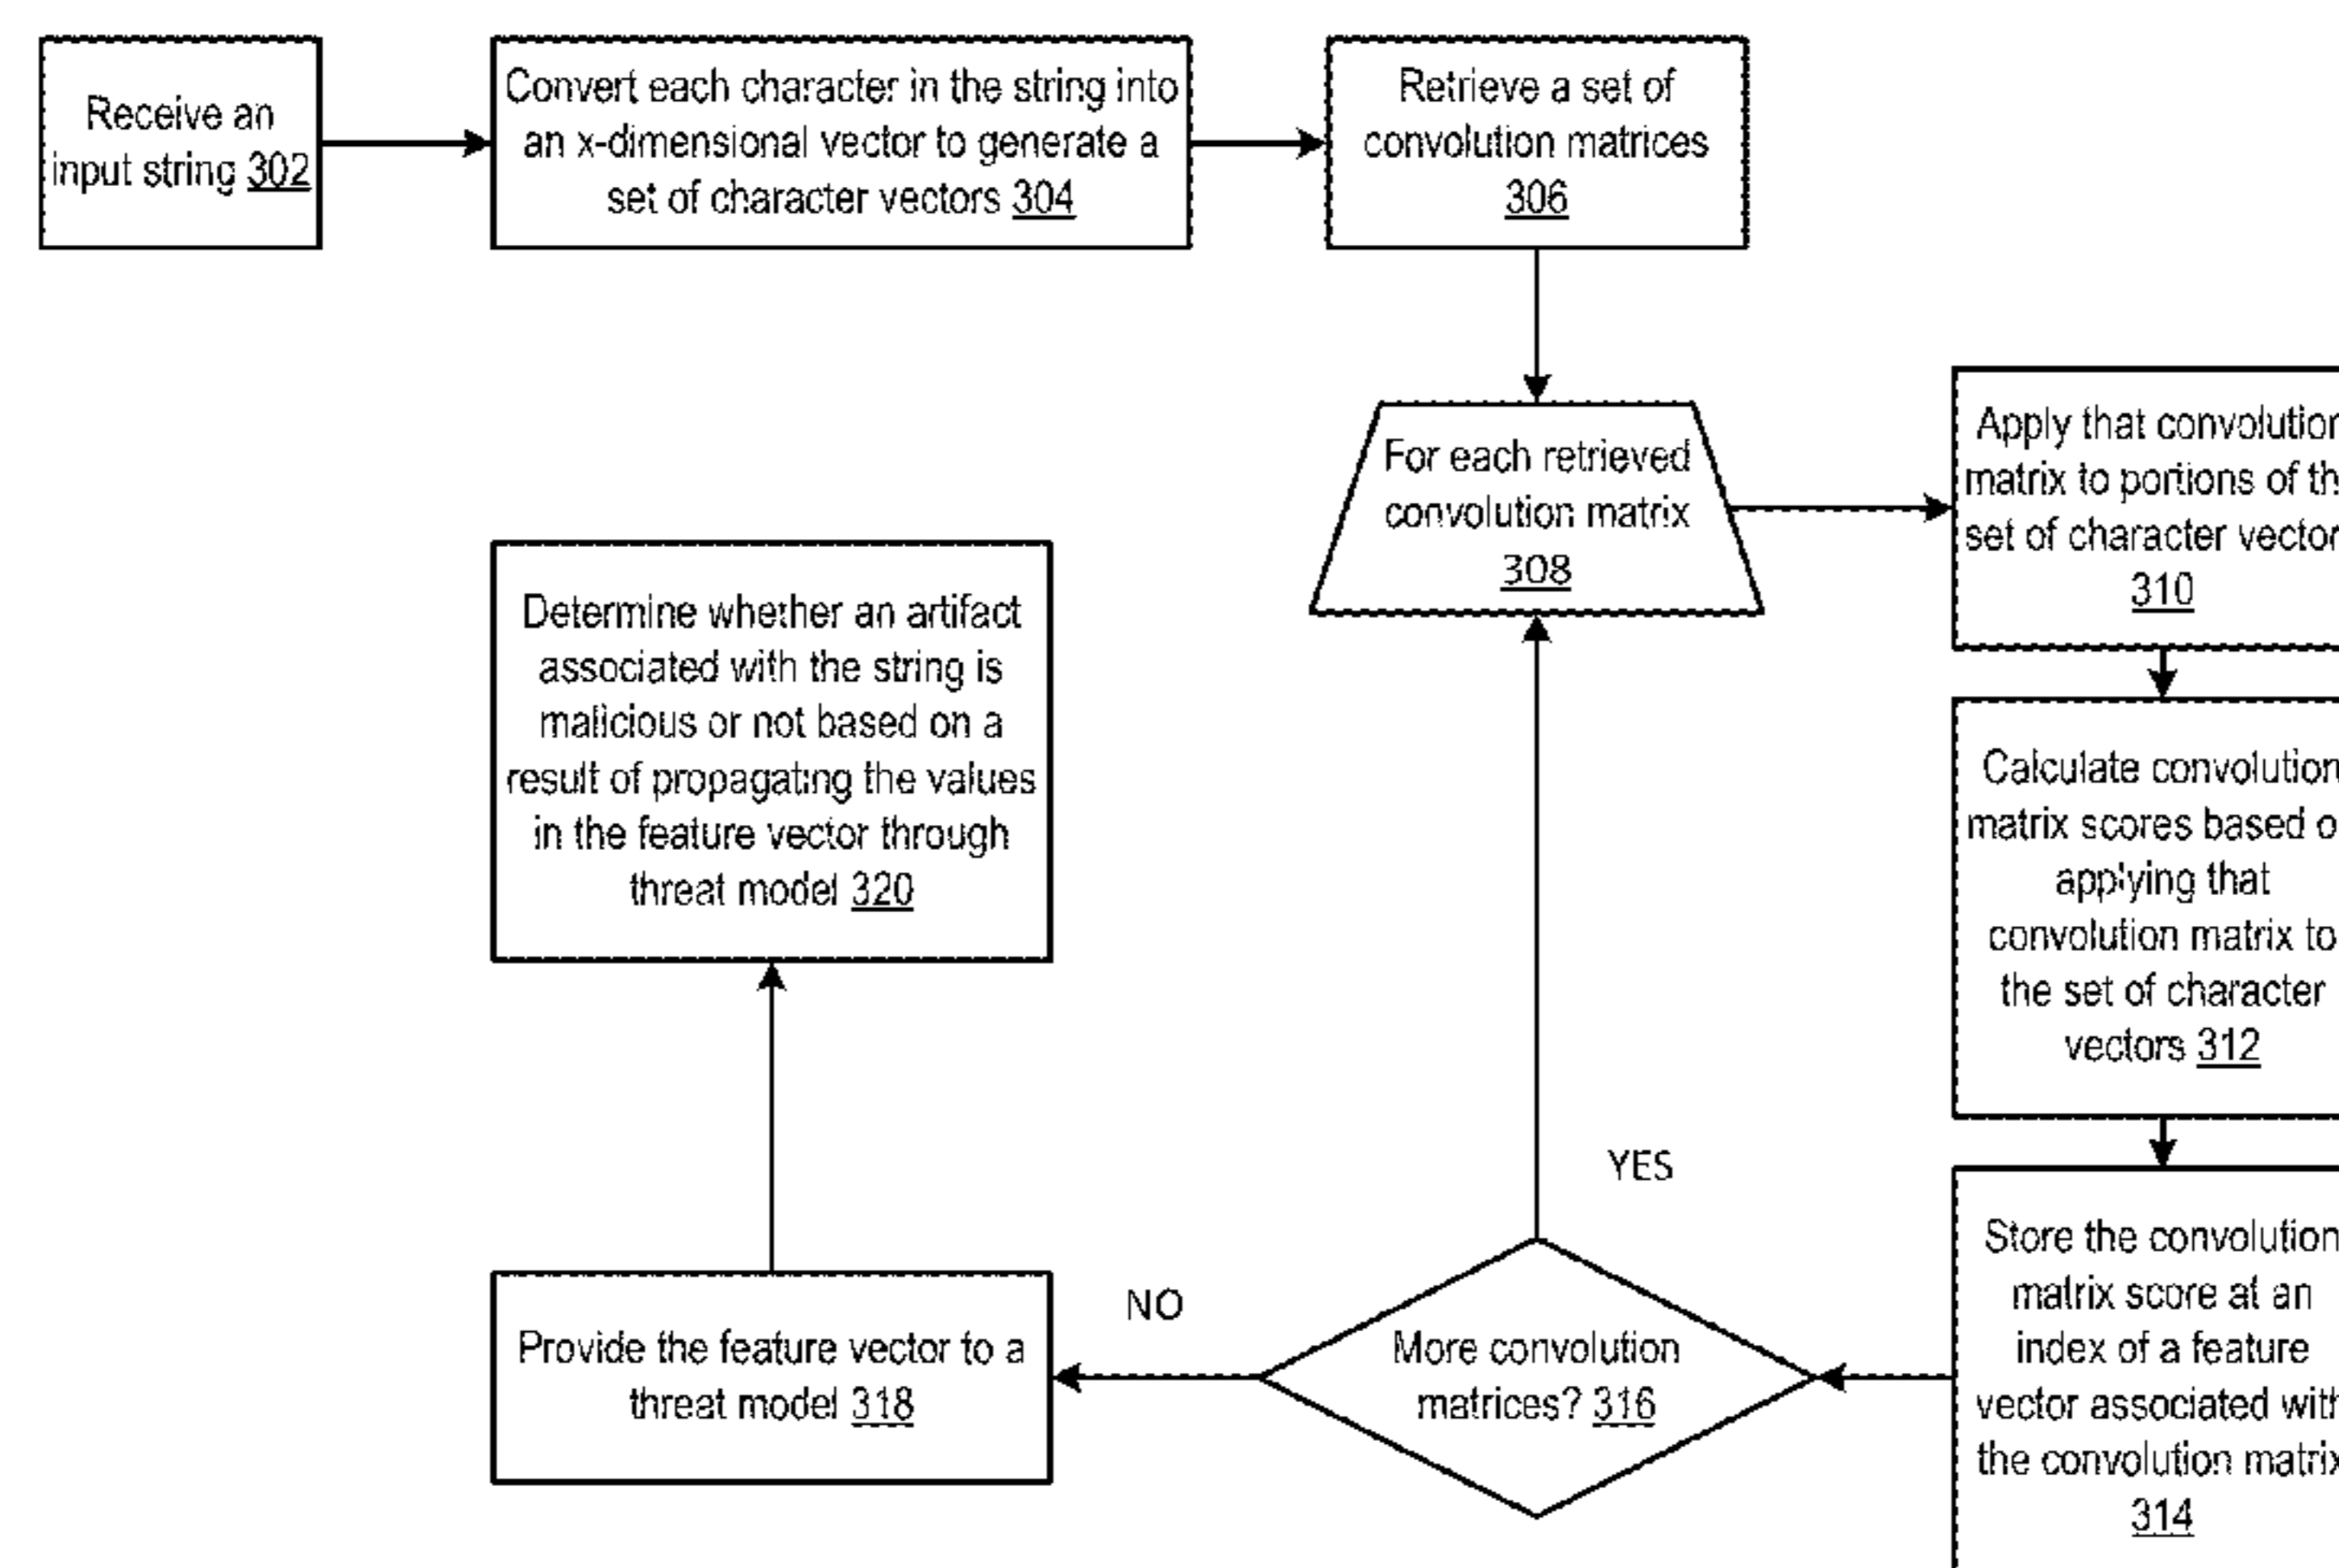 Receive an
input string 302
Convert each character in the string into
an x-dimensional vector to generate a
set of character vectors 304
Retrieve a set of
convolution matrices
306
For each retrieved
convolution matrix
308
Apply that convolution
matrix to portions of th
set of character vector
310
Calculate convolution
matrix scores based o
applying that
convolution matrix to
the set of character
vectors 312
Store the convolution
matrix score at an
index of a feature
vector associated with
the convolution matrix
314
More convolution
matrices? 316
YES
NO
Provide the feature vector to a
threat model 318
Determine whether an artifact
associated with the string is
malicious or not based on a
result of propagating the values
in the feature vector through
threat model 320